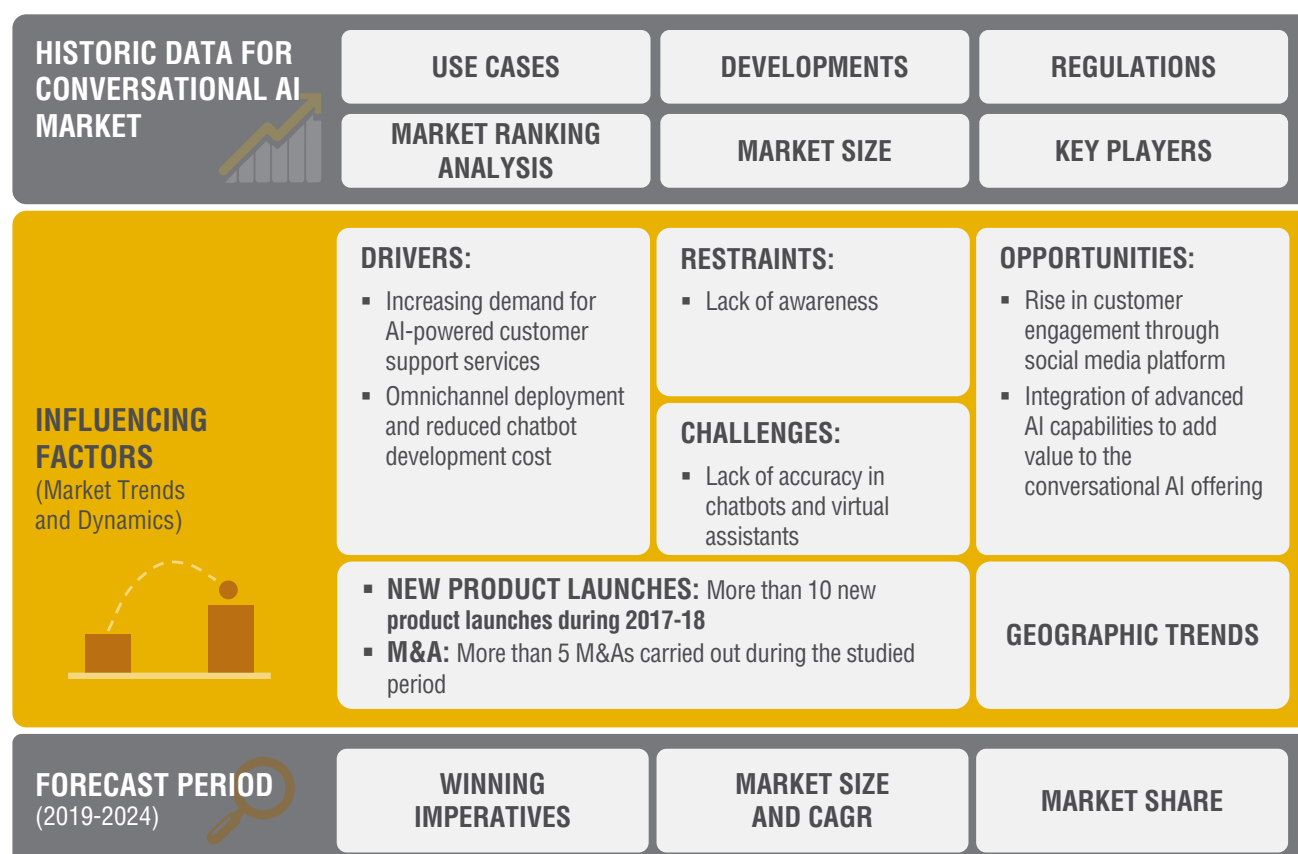 HISTORIC DATA FOR
CONVERSATIONAL AI
MARKET
USE CASES
DEVELOPMENTS
REGULATIONS
MARKET RANKING
ANALYSIS
MARKET SIZE
KEY PLAYERS
INFLUENCING
FACTORS
(Market Trends
and Dynamics)
DRIVERS:
▪ Increasing demand for
AI-powered customer
support services
▪ Omnichannel deployment
and reduced chatbot
development cost
RESTRAINTS:
▪ Lack of awareness
CHALLENGES:
▪ Lack of accuracy in
chatbots and virtual
assistants
OPPORTUNITIES:
▪ Rise in customer
engagement through
social media platform
▪ Integration of advanced
AI capabilities to add
value to the
conversational AI offering
▪ NEW PRODUCT LAUNCHES: More than 10 new
product launches during 2017-18
▪ M&A: More than 5 M&As carried out during the studied
period
GEOGRAPHIC TRENDS
FORECAST PERIOD
(2019-2024)
WINNING
IMPERATIVES
MARKET SIZE
AND CAGR
MARKET SHARE